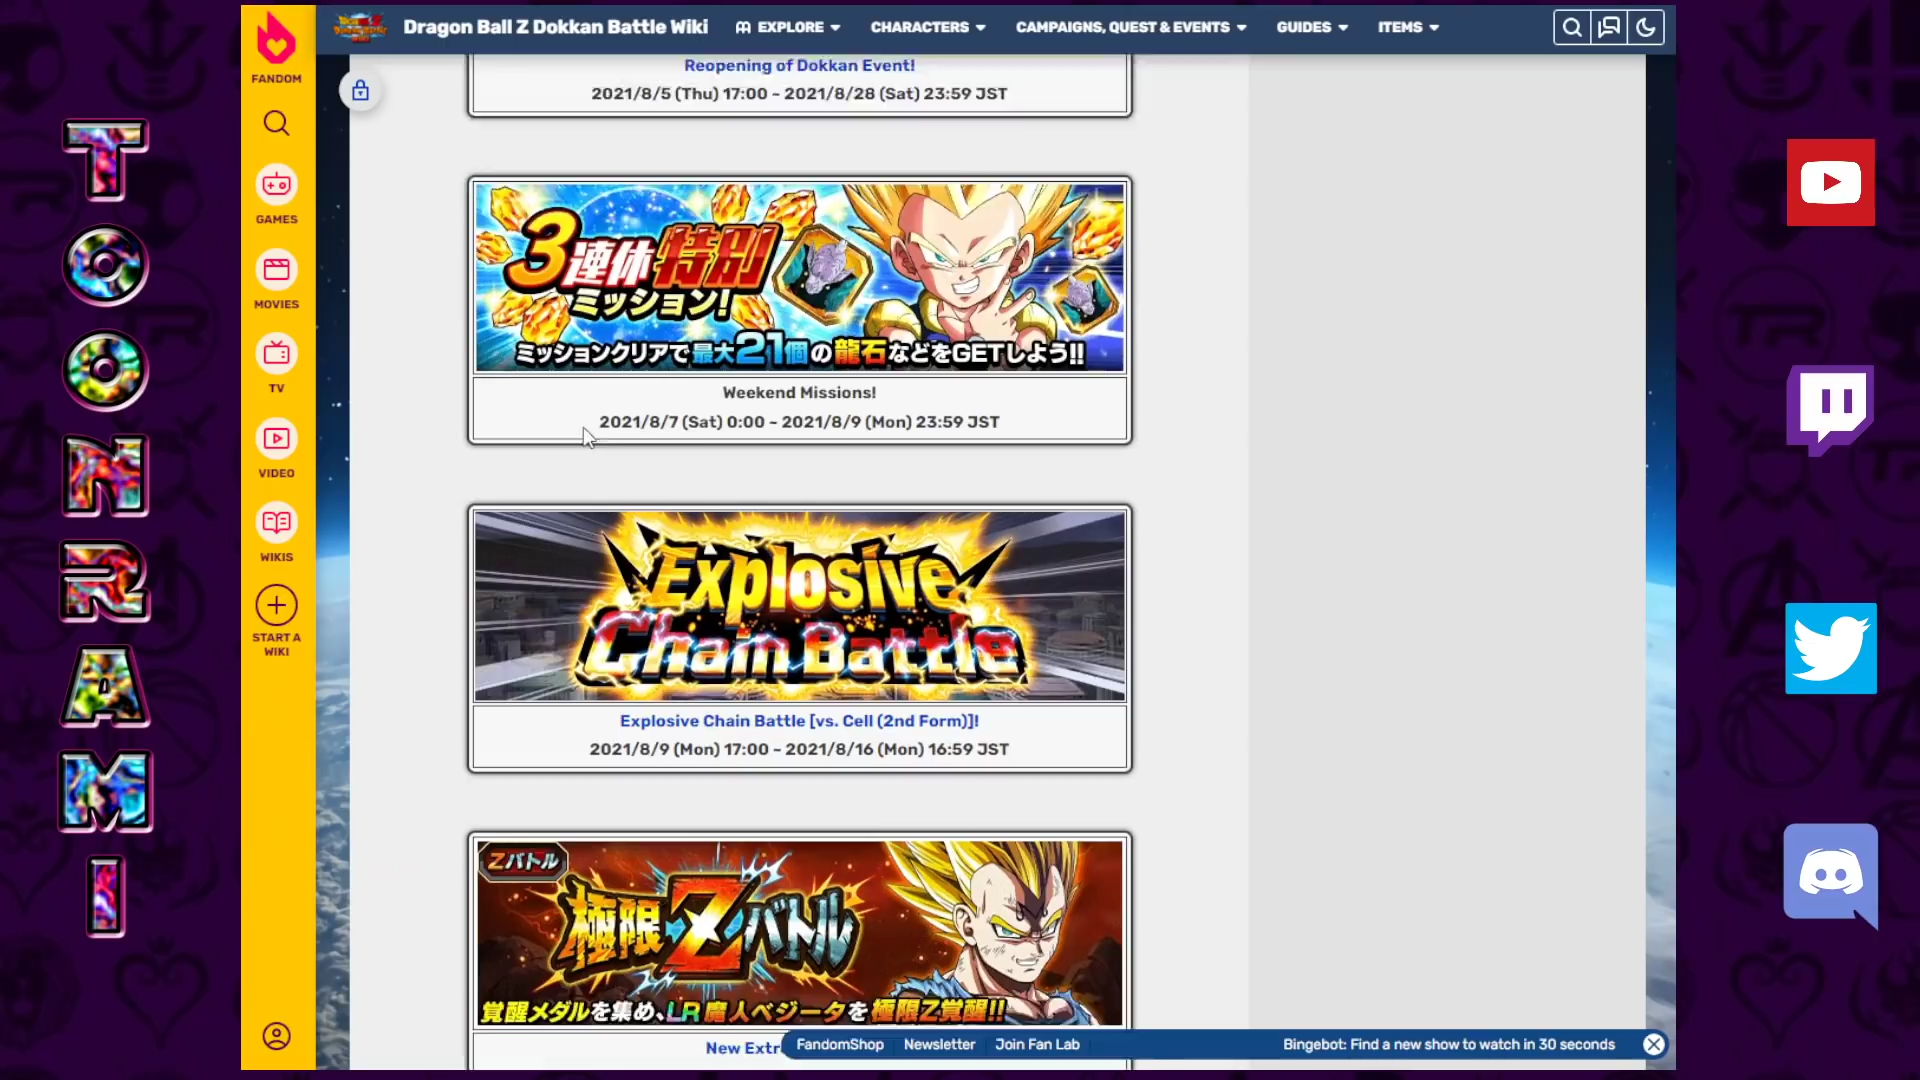 Dragon Ball Z Dokkan Battle Wiki
EXPLORE
CHARACTERS
CAMPAIGNS, QUEST & EVENTS
GUIDES
ITEMS
FANDOM
GAMES
MOVIES
TV
VIDEO
WIKIS
START A
WIKI
TOONRAMI
Reopening of Dokkan Event!
2021/8/5 (Thu) 17:00 ~ 2021/8/28 (Sat) 23:59 JST
3連休特別
ミッション!
ミッションクリアで最大21個の龍石などをGETしよう!!
Weekend Missions!
2021/8/7 (Sat) 0:00 ~ 2021/8/9 (Mon) 23:59 JST
Explosive
Chain Battle
Explosive Chain Battle [vs. Cell (2nd Form)]!
2021/8/9 (Mon) 17:00 ~ 2021/8/16 (Mon) 16:59 JST
Zバトル
極限Zバトル
覚醒メダルを集め、LR魔人ベジータを極限Z覚醒!!
New Extr
FandomShop
Newsletter
Join Fan Lab
Bingebot: Find a new show to watch in 30 seconds